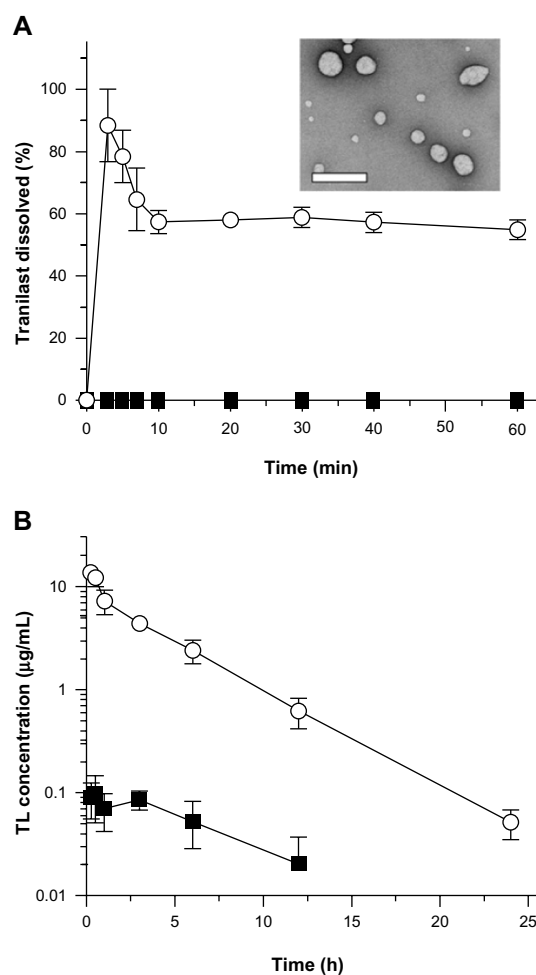 A
100
80
60
40
20
0
Tranilast dissolved (%)
0 10 20 30 40 50 60
Time (min)
B
10
1
0.1
0.01
TL concentration (µg/mL)
0 5 10 15 20 25
Time (h)